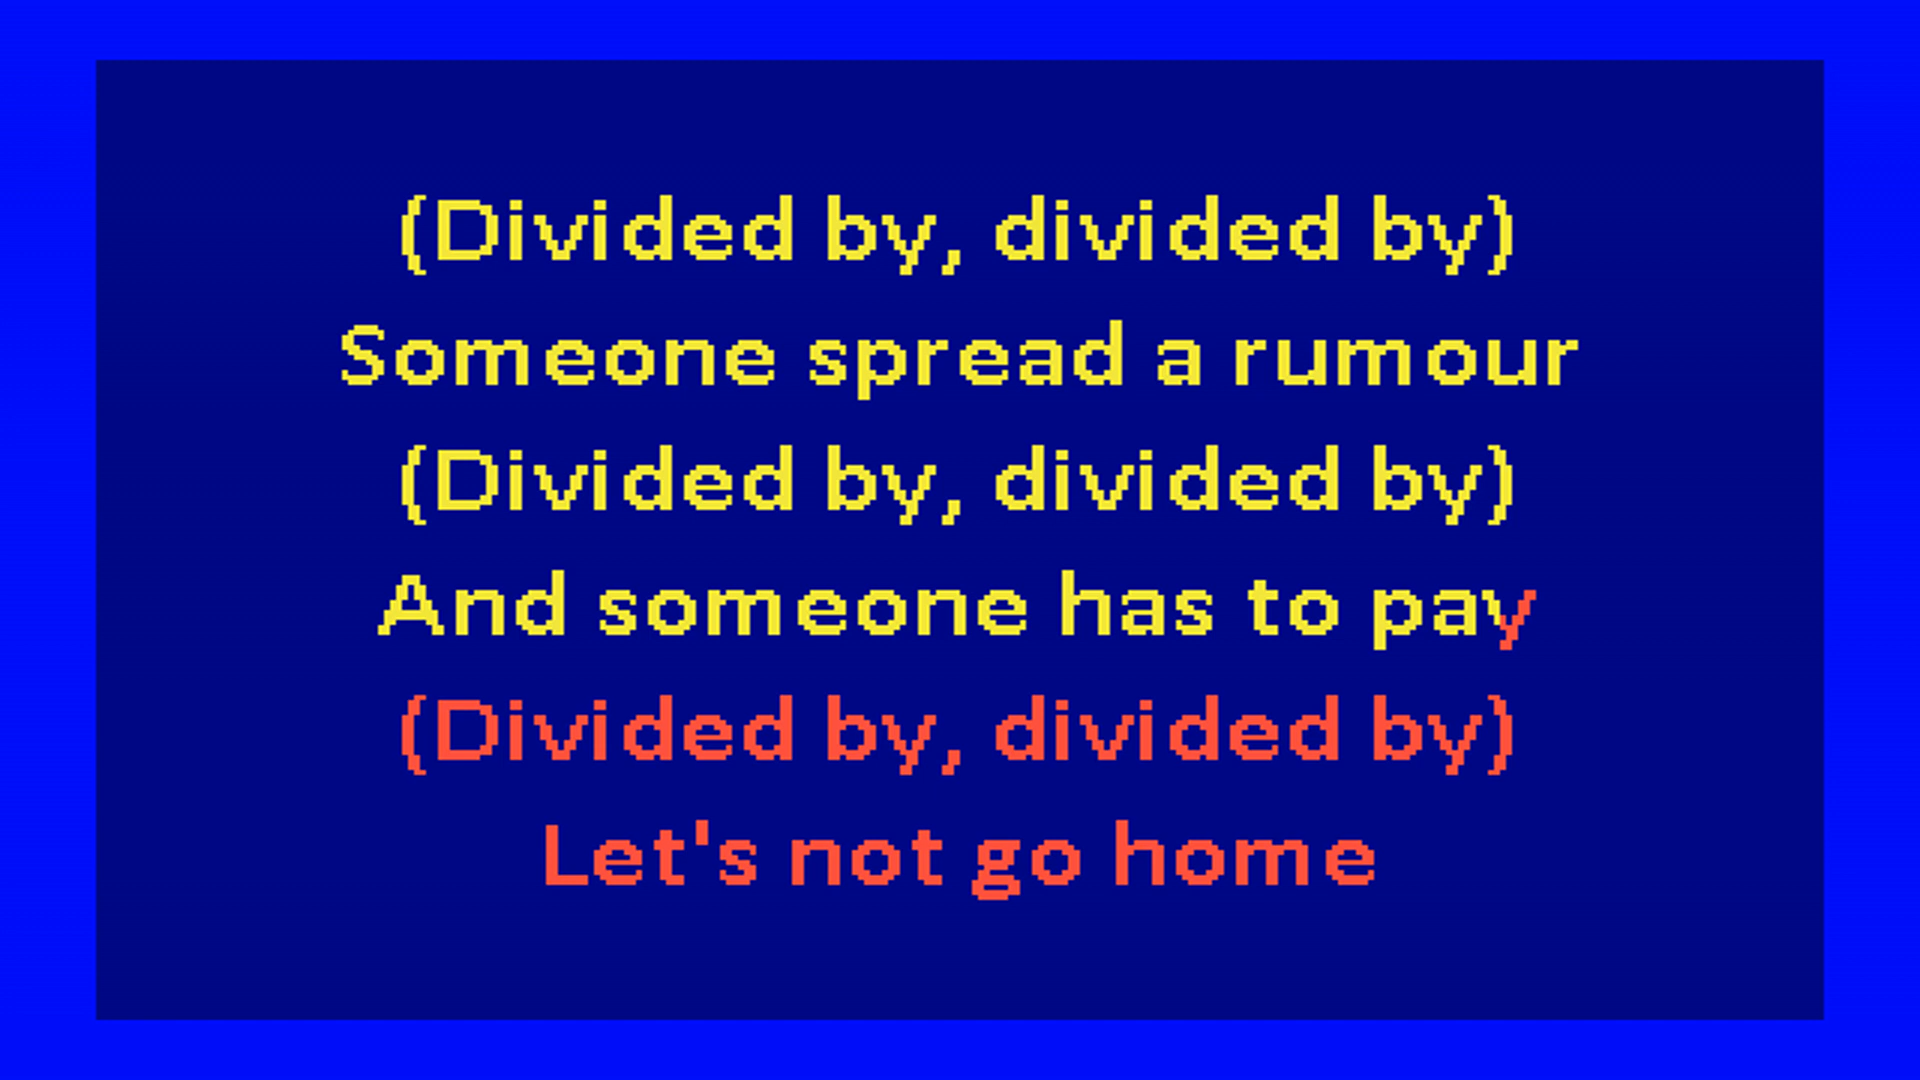 (Divided by, divided by)
Someone spread a rumour
(Divided by, divided by)
And someone has to pay
(Divided by, divided by)
Let's not go home